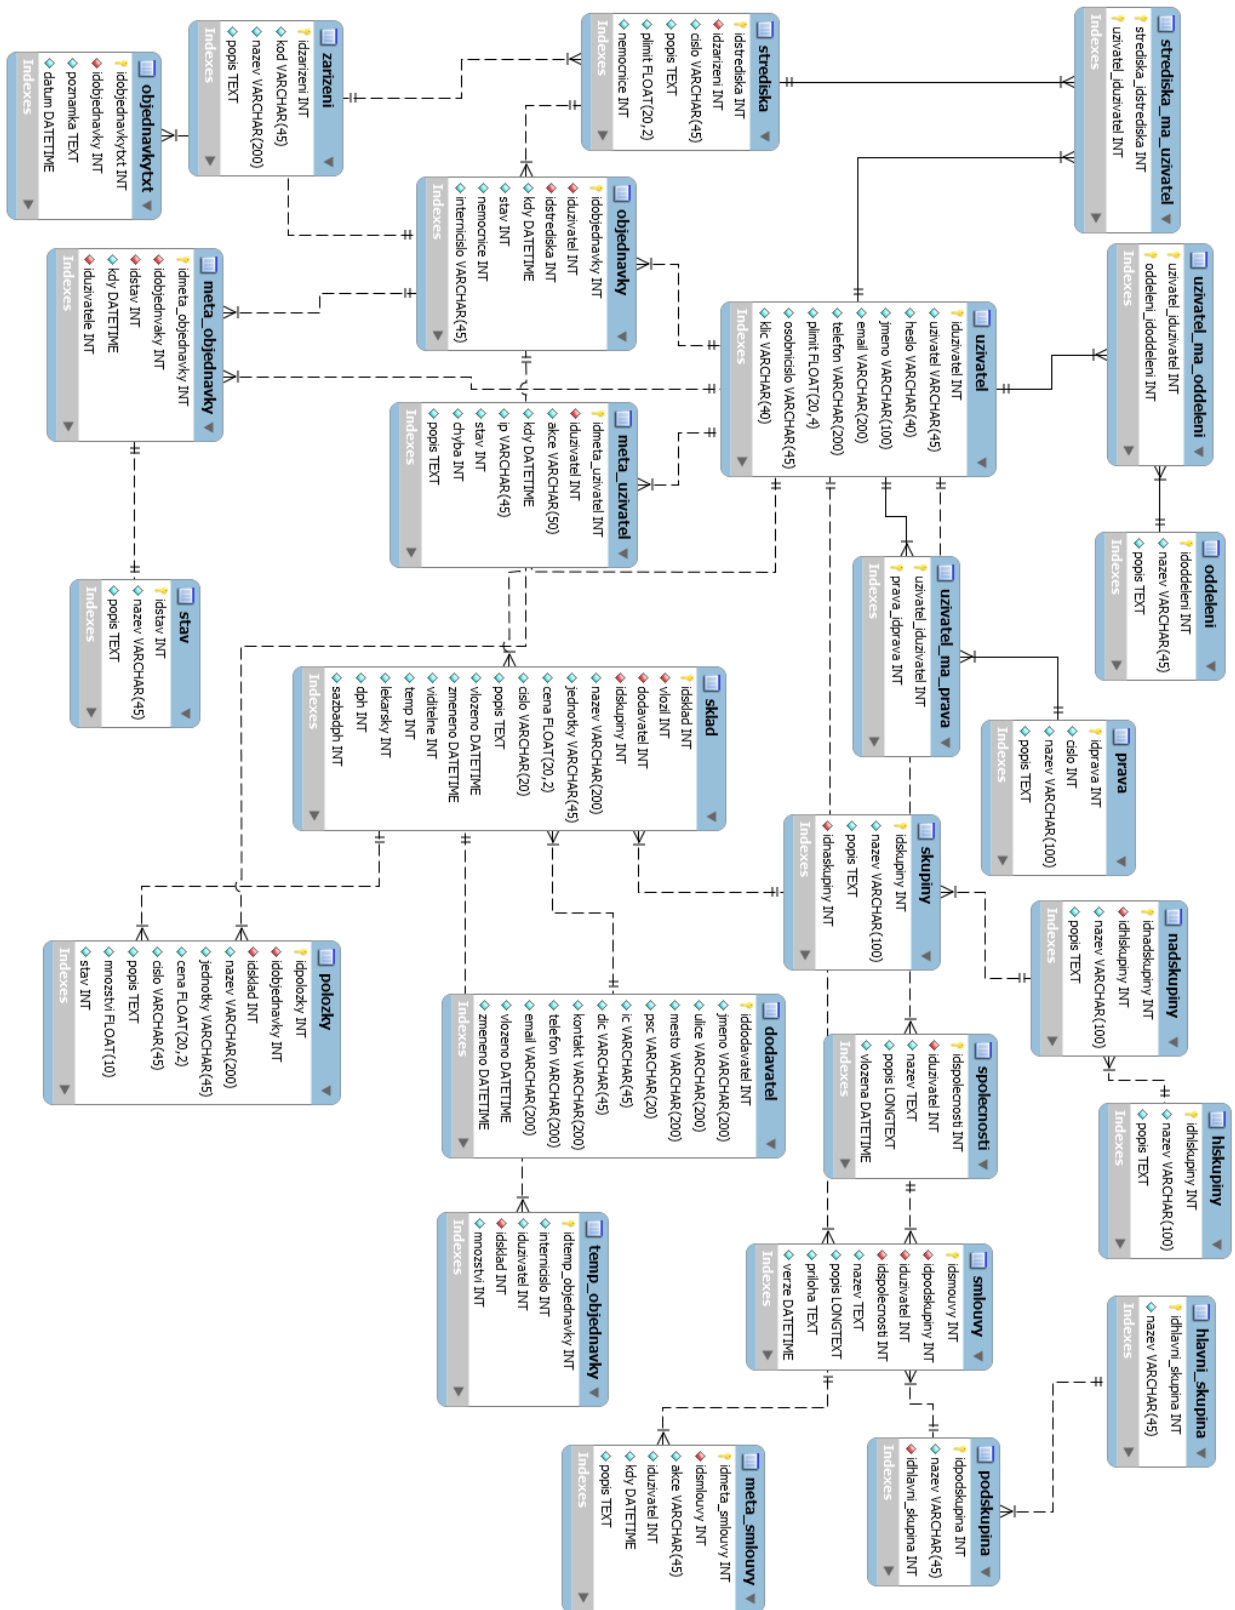 strediska_ma_uzivatel
strediska_idstrediska INT
uzivatel_iduzivatel INT
Indexes
uzivatel_ma_oddeleni
uzivatel_iduzivatel INT
oddeleni_idoddeleni INT
Indexes
oddeleni
idoddeleni INT
nazev VARCHAR(45)
popis TEXT
Indexes
prava
idprava INT
cislo INT
nazev VARCHAR(100)
popis TEXT
Indexes
nadskupiny
idnadskupiny INT
idhlskupiny INT
nazev VARCHAR(100)
popis TEXT
Indexes
hlskupiny
idhlskupiny INT
nazev VARCHAR(100)
popis TEXT
Indexes
hlavni_skupina
idhlavni_skupina INT
nazev VARCHAR(45)
Indexes
strediska
idstrediska INT
idzarizeni INT
cislo VARCHAR(45)
popis TEXT
plimit FLOAT(20,2)
nemocnice INT
Indexes
uzivatel
iduzivatel INT
uzivatel VARCHAR(45)
heslo VARCHAR(40)
jmeno VARCHAR(100)
email VARCHAR(200)
telefon VARCHAR(200)
plimit FLOAT(20,4)
osobnicislo VARCHAR(45)
klic VARCHAR(40)
Indexes
uzivatel_ma_prava
uzivatel_iduzivatel INT
prava_idprava INT
Indexes
skupiny
idskupiny INT
nazev VARCHAR(100)
popis TEXT
idnaskupiny INT
Indexes
spolecnosti
idspolecnosti INT
iduzivatel INT
nazev TEXT
popis LONGTEXT
vlozena DATETIME
Indexes
smlouvy
idsmouvy INT
idpodskupiny INT
iduzivatel INT
idspolecnosti INT
nazev TEXT
popis LONGTEXT
priloha TEXT
verze DATETIME
Indexes
podskupina
idpodskupina INT
nazev VARCHAR(45)
idhlavni_skupina INT
Indexes
zarizeni
idzarizeni INT
kod VARCHAR(45)
nazev VARCHAR(200)
popis TEXT
Indexes
objednavky
idobjednavky INT
iduzivatel INT
idstrediska INT
kdy DATETIME
stav INT
nemocnice INT
internicislo VARCHAR(45)
Indexes
meta_uzivatel
idmeta_uzivatel INT
iduzivatel INT
akce VARCHAR(50)
kdy DATETIME
ip VARCHAR(45)
stav INT
chyba INT
popis TEXT
Indexes
sklad
idsklad INT
vlozil INT
dodavatel INT
idskupiny INT
nazev VARCHAR(200)
jednotky VARCHAR(45)
cena FLOAT(20,2)
cislo VARCHAR(20)
popis TEXT
vlozeno DATETIME
zmeneno DATETIME
viditelne INT
temp INT
lekarsky INT
dph INT
sazbadph INT
Indexes
dodavatel
iddodavatel INT
jmeno VARCHAR(200)
ulice VARCHAR(200)
mesto VARCHAR(200)
psc VARCHAR(20)
ic VARCHAR(45)
dic VARCHAR(45)
kontakt VARCHAR(200)
telefon VARCHAR(200)
email VARCHAR(200)
vlozeno DATETIME
zmeneno DATETIME
Indexes
temp_objednavky
idtemp_objednavky INT
internicislo INT
iduzivatel INT
idsklad INT
mnozstvi INT
Indexes
meta_smlouvy
idmeta_smlouvy INT
idsmlouvy INT
akce VARCHAR(45)
iduzivatel INT
kdy DATETIME
popis TEXT
Indexes
objednavkytxt
idobjednavkytxt INT
idobjednavky INT
poznamka TEXT
datum DATETIME
Indexes
meta_objednavky
idmeta_objednavky INT
idobjednvaky INT
idstav INT
kdy DATETIME
iduzivatele INT
Indexes
stav
idstav INT
nazev VARCHAR(45)
popis TEXT
Indexes
polozky
idpolozky INT
idobjednavky INT
idsklad INT
nazev VARCHAR(200)
jednotky VARCHAR(45)
cena FLOAT(20,2)
cislo VARCHAR(45)
popis TEXT
mnozstvi FLOAT(10)
stav INT
Indexes